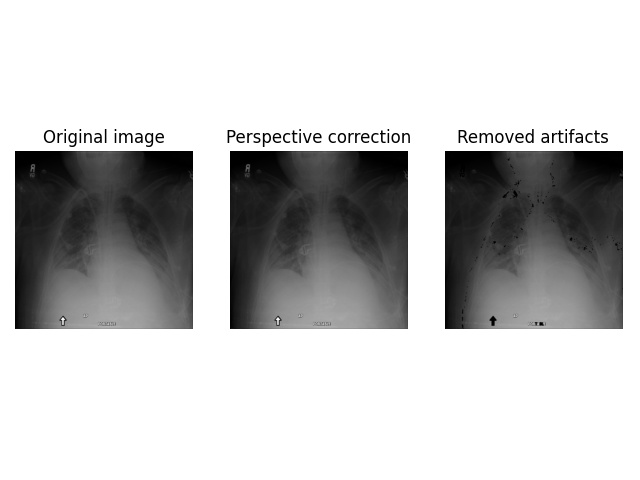 Original image
Perspective correction
Removed artifacts